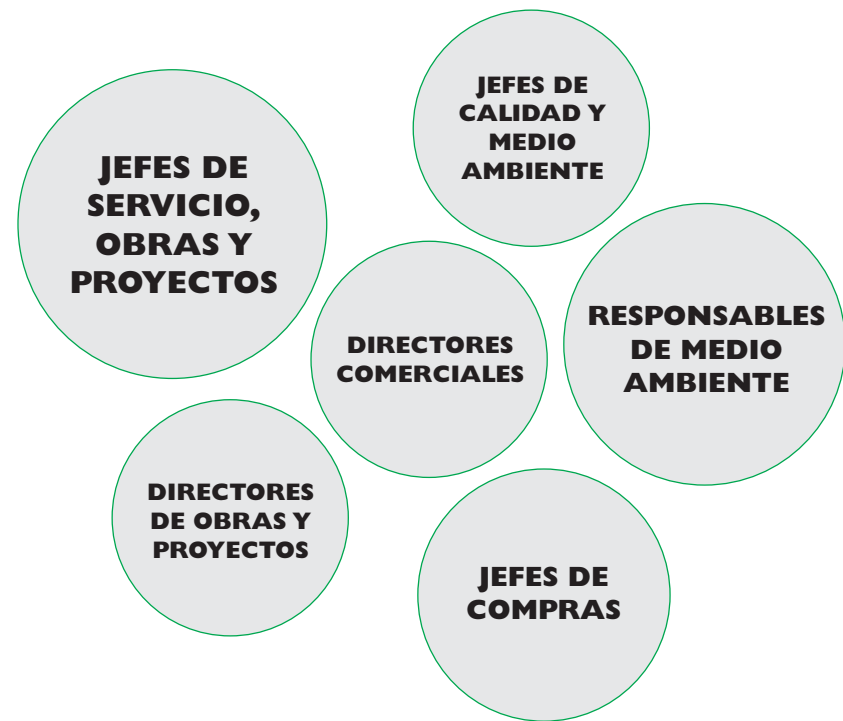 JEFES DE
CALIDAD Y
MEDIO
AMBIENTE
JEFES DE
SERVICIO,
OBRAS Y
PROYECTOS
RESPONSABLES
DE MEDIO
AMBIENTE
DIRECTORES
COMERCIALES
DIRECTORES
DE OBRAS Y
PROYECTOS
JEFES DE
COMPRAS